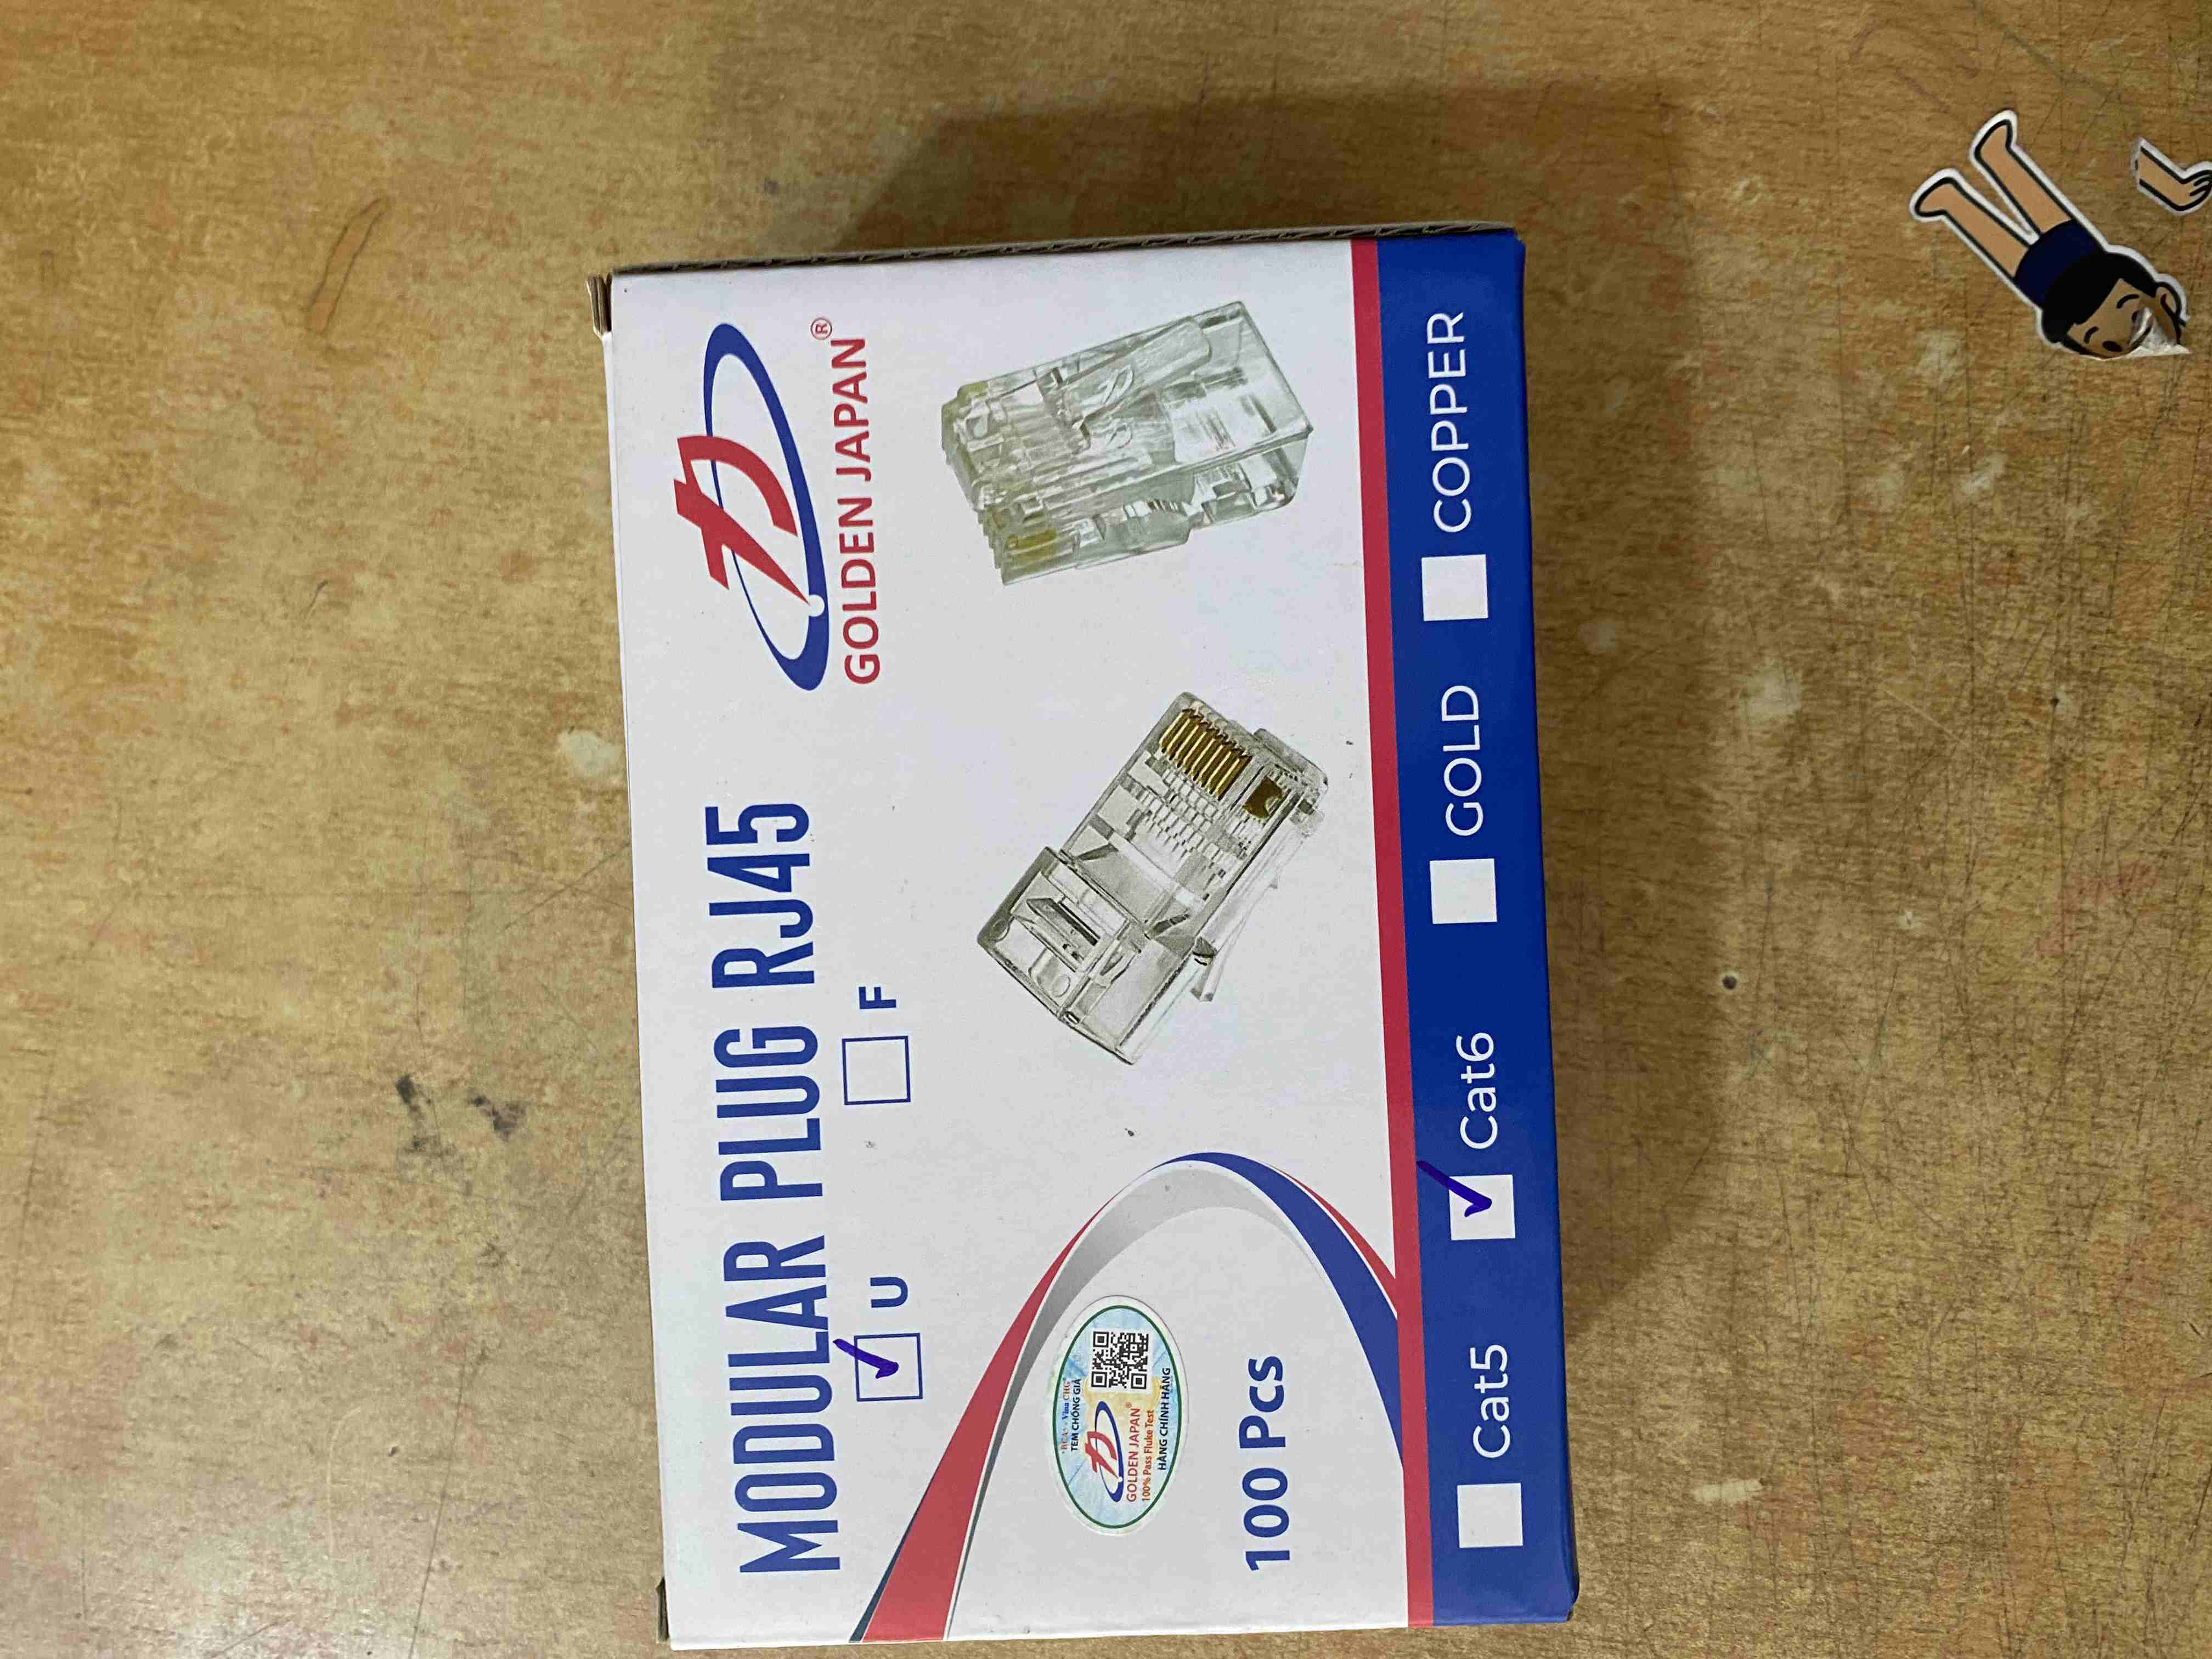 MODULAR PLUG RJ45
U
F
GOLDEN JAPAN®
TEM CHỐNG GIẢ
GOLDEN JAPAN®
100% Pass Fluke Test
HÀNG CHÍNH HÃNG
100 Pcs
Cat5
Cat6
GOLD
COPPER